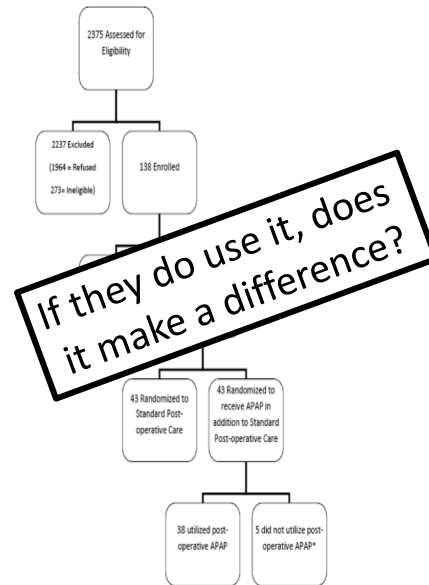 2375 Assessed for
Eligibility
2237 Excluded
(1964 = Refused
273= Ineligible)
138 Enrolled
If they do use it, does
it make a difference?
43 Randomized to
Standard Post-
operative Care
43 Randomized to
receive APAP in
addition to Standard
Post-operative Care
38 utilized post-
operative APAP
5 did not utilize post-
operative APAP*